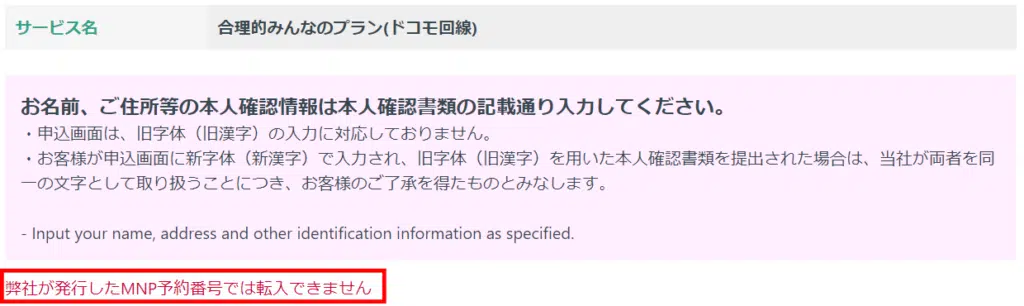 サービス名 合理的みんなのプラン(ドコモ回線)
お名前、ご住所等の本人確認情報は本人確認書類の記載通り入力してください。
・申込画面は、旧字体（旧漢字）の入力に対応しておりません。
・お客様が申込画面に新字体（新漢字）で入力され、旧字体（旧漢字）を用いた本人確認書類を提出された場合は、当社が両者を同
一の文字として取り扱うことにつき、お客様のご了承を得たものとみなします。
- Input your name, address and other identification information as specified.
弊社が発行したMNP予約番号では転入できません